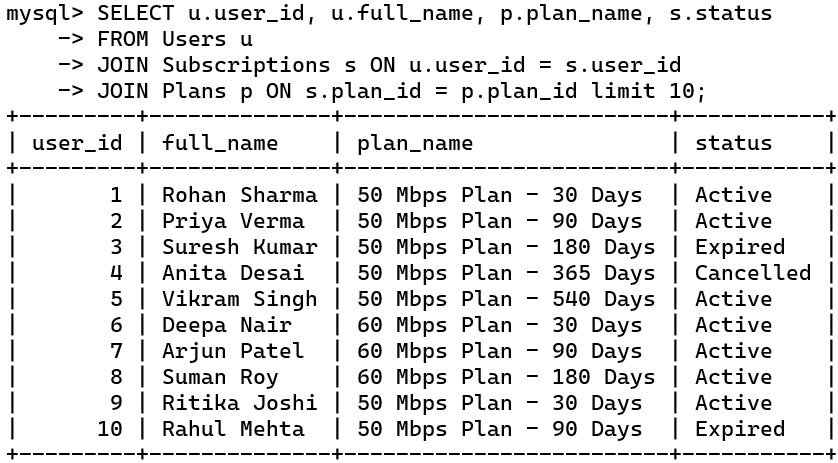 mysql> SELECT u.user_id, u.full_name, p.plan_name, s.status
    -> FROM Users u
    -> JOIN Subscriptions s ON u.user_id = s.user_id
    -> JOIN Plans p ON s.plan_id = p.plan_id limit 10;
+---------+--------------+-------------------------+-----------+
| user_id | full_name    | plan_name               | status    |
+---------+--------------+-------------------------+-----------+
|       1 | Rohan Sharma | 50 Mbps Plan - 30 Days  | Active    |
|       2 | Priya Verma  | 50 Mbps Plan - 90 Days  | Active    |
|       3 | Suresh Kumar | 50 Mbps Plan - 180 Days | Expired   |
|       4 | Anita Desai  | 50 Mbps Plan - 365 Days | Cancelled |
|       5 | Vikram Singh | 50 Mbps Plan - 540 Days | Active    |
|       6 | Deepa Nair   | 60 Mbps Plan - 30 Days  | Active    |
|       7 | Arjun Patel  | 60 Mbps Plan - 90 Days  | Active    |
|       8 | Suman Roy    | 60 Mbps Plan - 180 Days | Active    |
|       9 | Ritika Joshi | 50 Mbps Plan - 30 Days  | Active    |
|      10 | Rahul Mehta  | 50 Mbps Plan - 90 Days  | Expired   |
+---------+--------------+-------------------------+-----------+